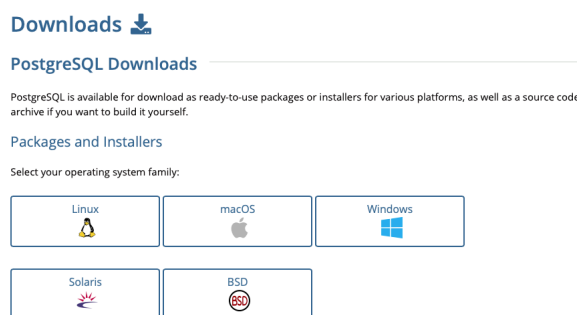 Downloads
PostgreSQL Downloads
PostgreSQL is available for download as ready-to-use packages or installers for various platforms, as well as a source code
archive if you want to build it yourself.
Packages and Installers
Select your operating system family:
Linux
macOS
Windows
Solaris
BSD
BSD